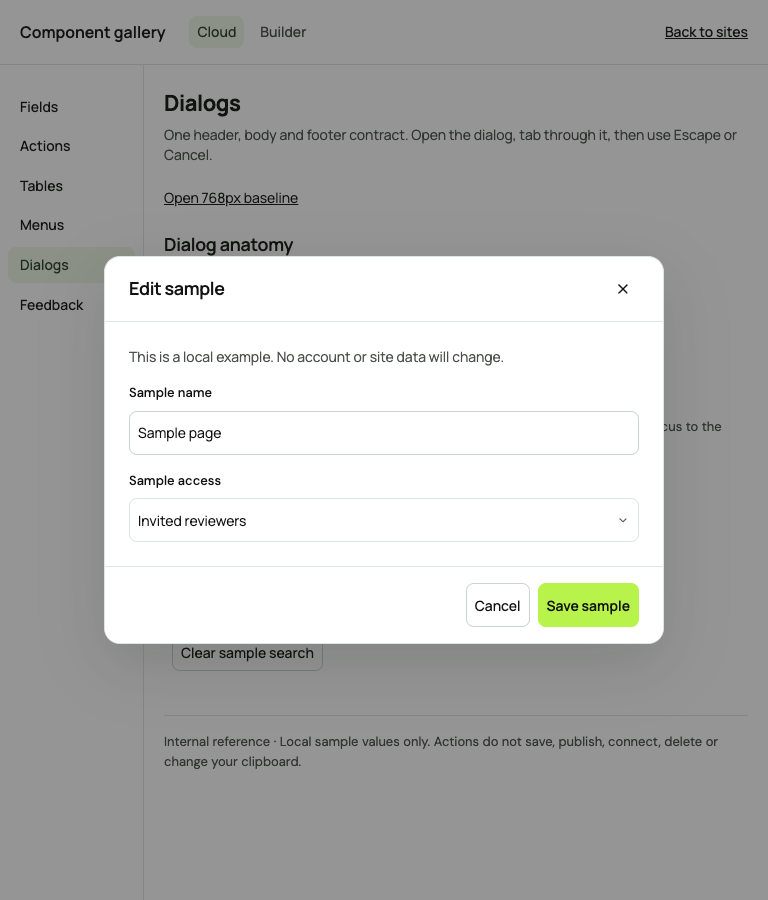 Component gallery
Cloud
Builder
Back to sites
Fields
Actions
Tables
Menus
Dialogs
Feedback
Dialogs
One header, body and footer contract. Open the dialog, tab through it, then use Escape or
Cancel.
Open 768px baseline
Dialog anatomy
Edit sample
This is a local example. No account or site data will change.
Sample name
Sample page
Sample access
Invited reviewers
Cancel
Save sample
to the
Clear sample search
Internal reference · Local sample values only. Actions do not save, publish, connect, delete or
change your clipboard.